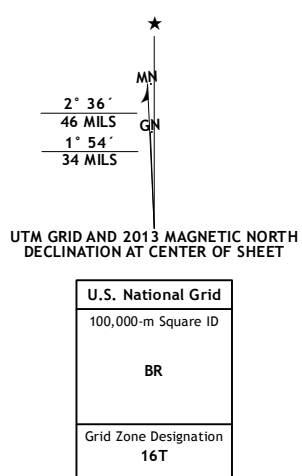 MN
2° 36´
46 MILS
GN
1° 54´
34 MILS
UTM GRID AND 2013 MAGNETIC NORTH
DECLINATION AT CENTER OF SHEET
U.S. National Grid
100,000-m Square ID
BR
Grid Zone Designation
16T